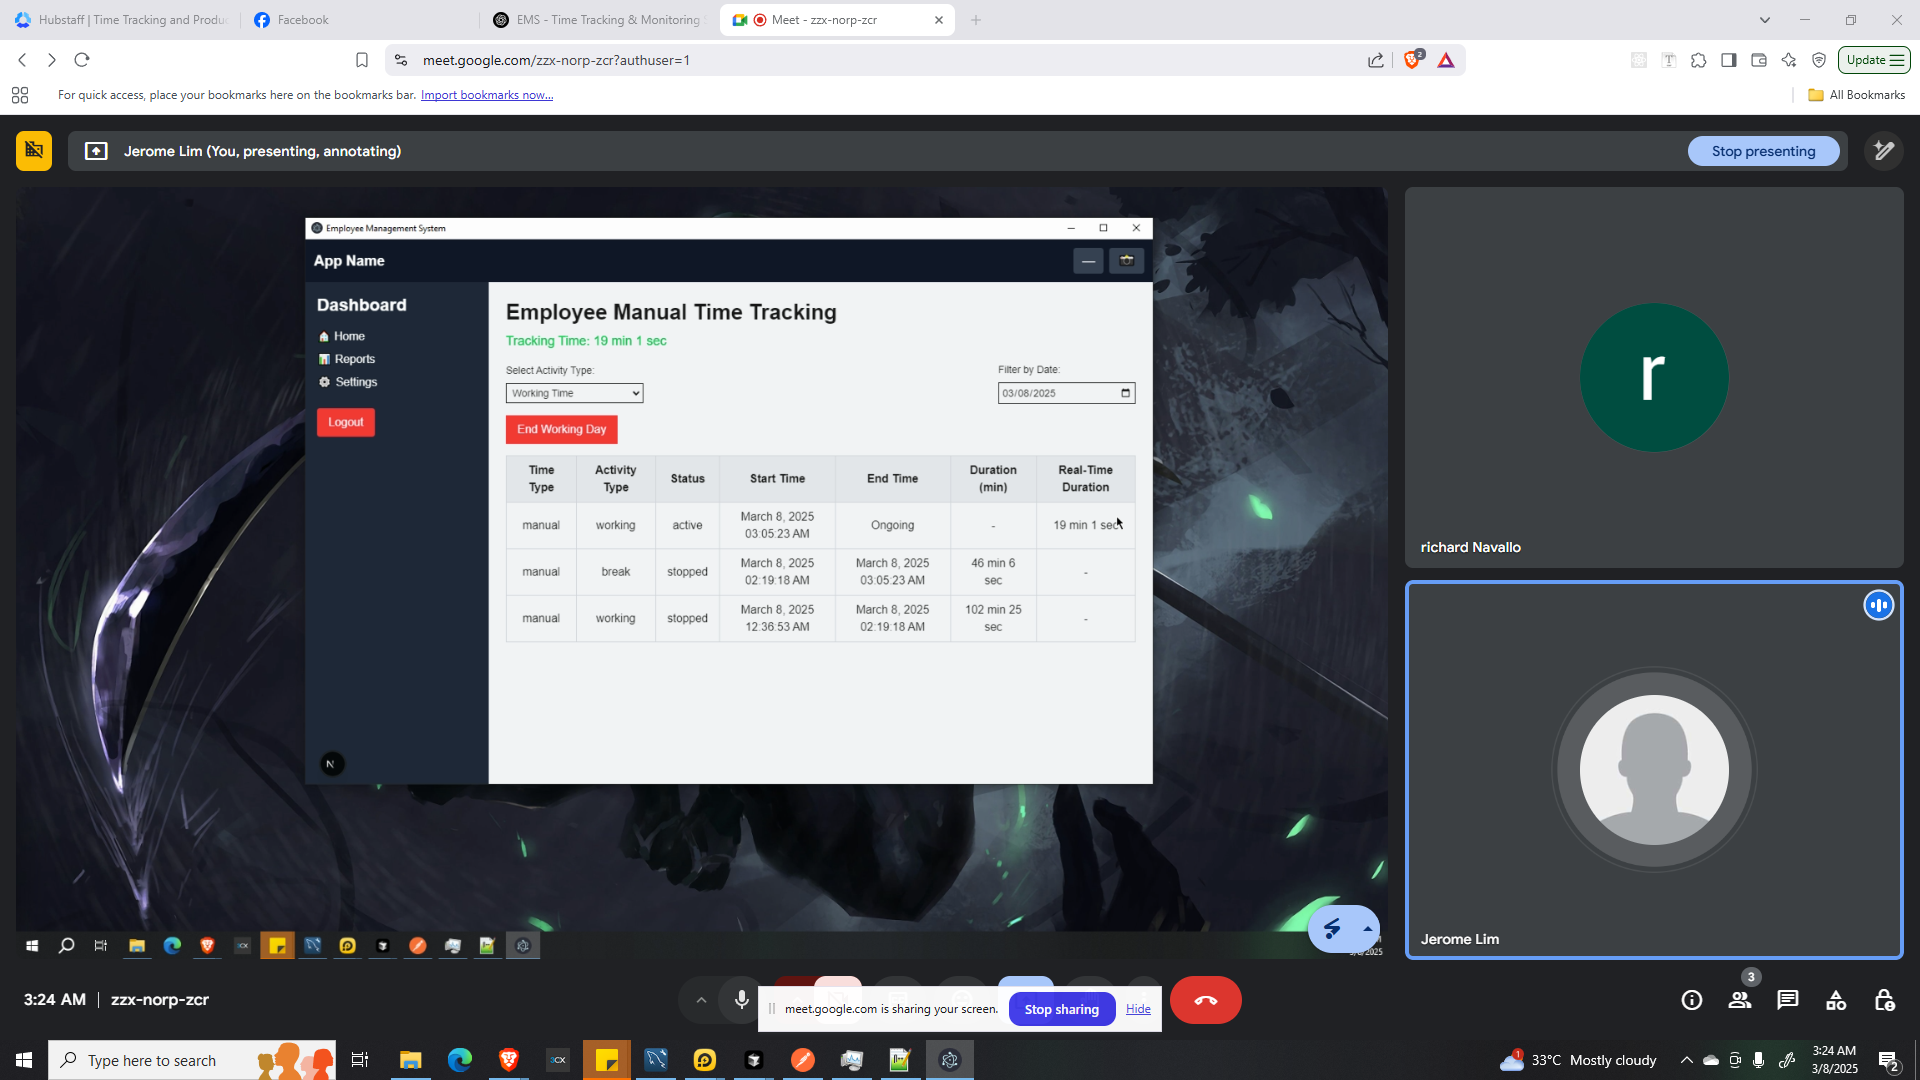 Hubstaff | Time Tracking and Produ
Facebook
EMS - Time Tracking & Monitoring S
Meet - zzx-norp-zcr
meet.google.com/zzx-norp-zcr?authuser=1
2
Update
For quick access, place your bookmarks here on the bookmarks bar. Import bookmarks now...
All Bookmarks
Jerome Lim (You, presenting, annotating)
Stop presenting
Employee Management System
App Name
Dashboard
Home
Reports
Settings
Logout
N
Employee Manual Time Tracking
Tracking Time: 19 min 1 sec
Select Activity Type:
Filter by Date:
Working Time
03/08/2025
End Working Day
Time Type Activity Type Status Start Time End Time Duration (min) Real-Time Duration
manual working active March 8, 2025 03:05:23 AM Ongoing - 19 min 1 sec
manual break stopped March 8, 2025 02:19:18 AM March 8, 2025 03:05:23 AM 46 min 6 sec -
manual working stopped March 8, 2025 12:36:53 AM March 8, 2025 02:19:18 AM 102 min 25 sec -
r
richard Navallo
Jerome Lim
3:24 AM | zzx-norp-zcr
meet.google.com is sharing your screen.
Stop sharing
Hide
3
Type here to search
1
33°C Mostly cloudy
3:24 AM
3/8/2025
2